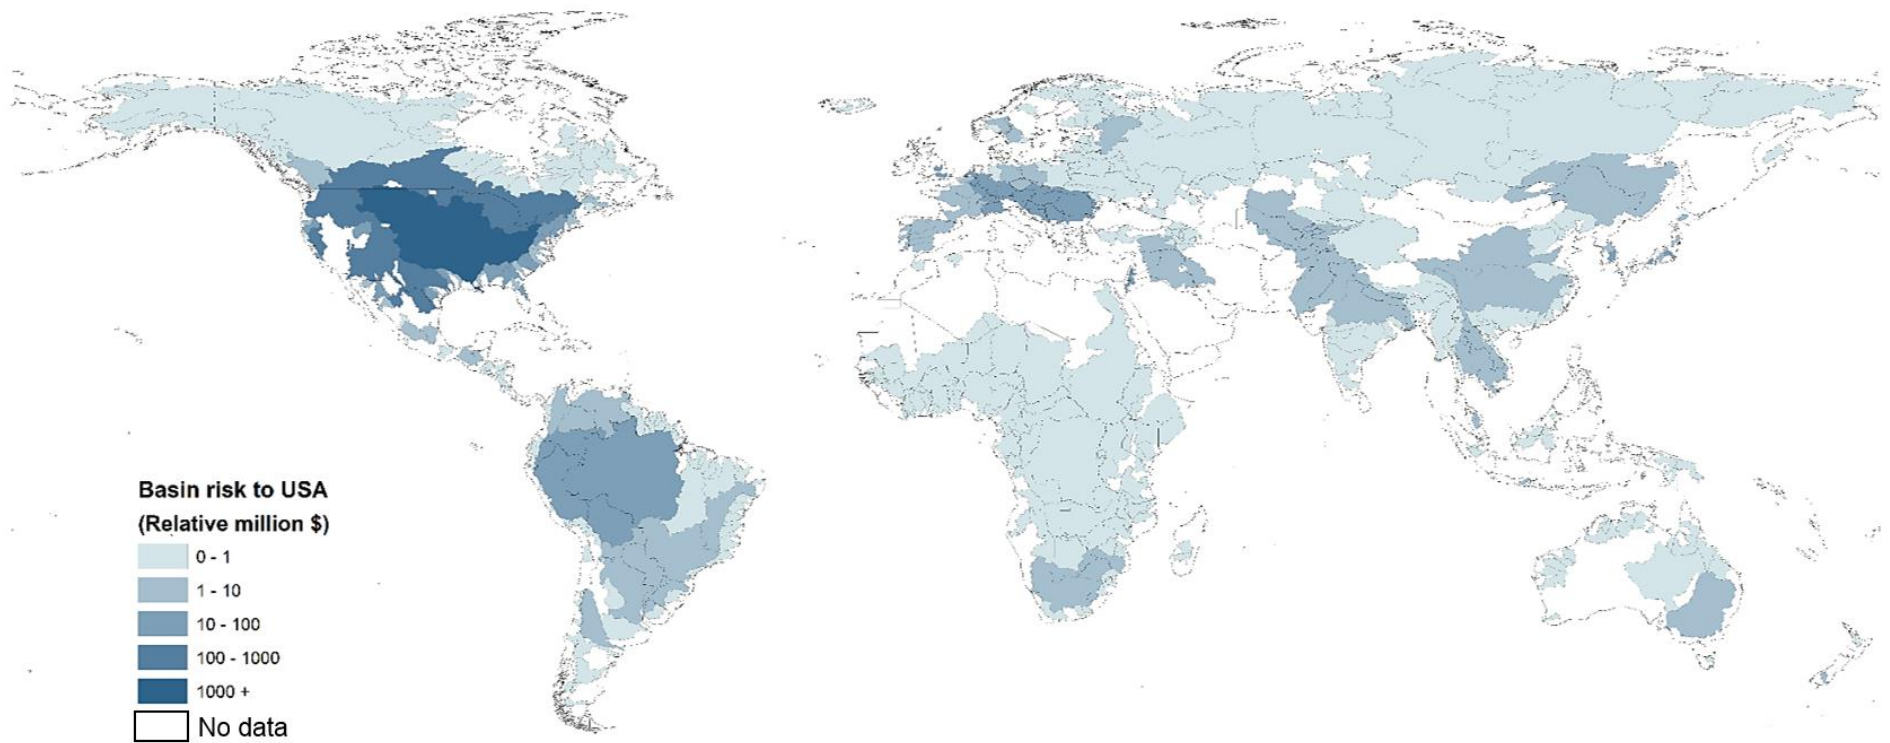 Basin risk to USA
(Relative million $)
0 - 1
1 - 10
10 - 100
100 - 1000
1000 +
No data